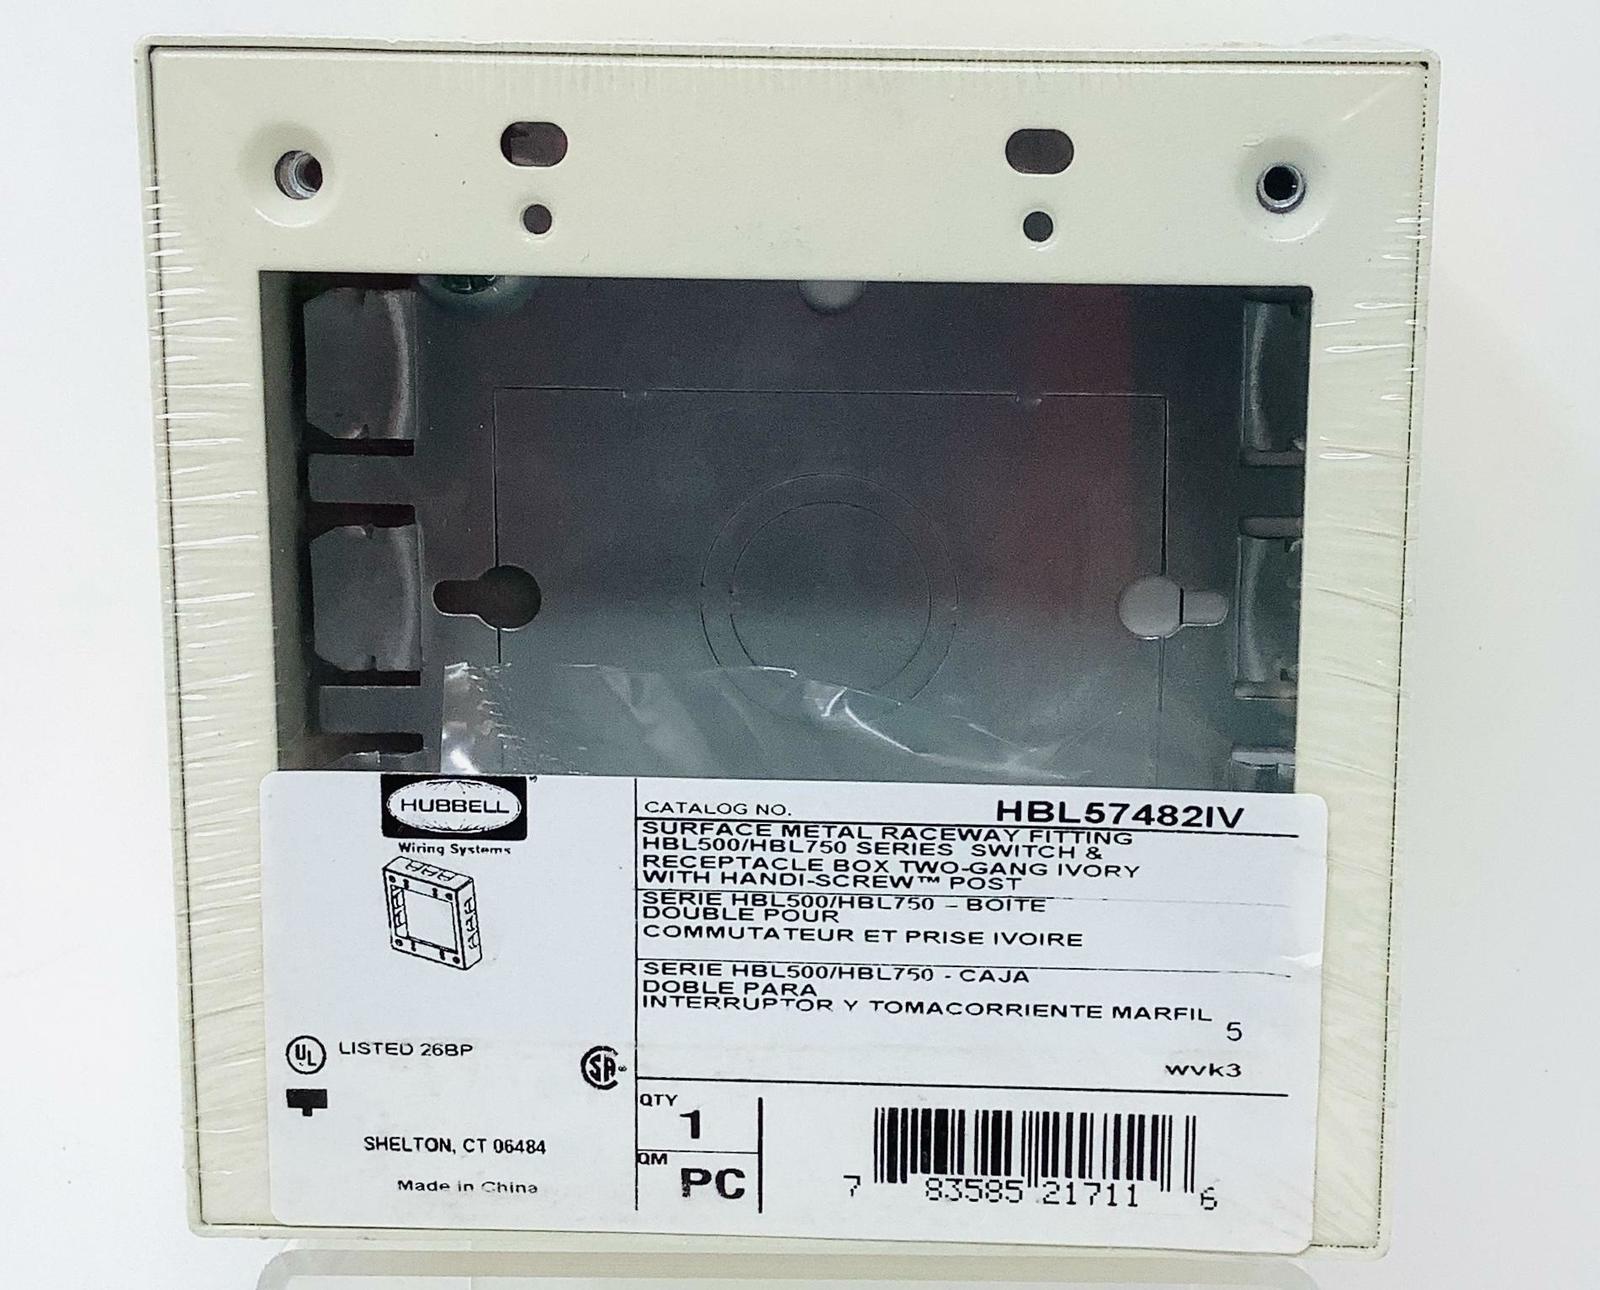 HUBBELL
Wiring Systems
CATALOG NO. HBL57482IV
SURFACE METAL RACEWAY FITTING
HBL500/HBL750 SERIES SWITCH &
RECEPTACLE BOX TWO-GANG IVORY
WITH HANDI-SCREW™ POST
SERIE HBL500/HBL750 – BOITE
DOUBLE POUR
COMMUTATEUR ET PRISE IVOIRE
SERIE HBL500/HBL750 - CAJA
DOBLE PARA
INTERRUPTOR Y TOMACORRIENTE MARFIL
5
wvk3
UL LISTED 26BP
SA
SHELTON, CT 06484
Made in China
QTY
1
QM
PC
7 83585 21711 6